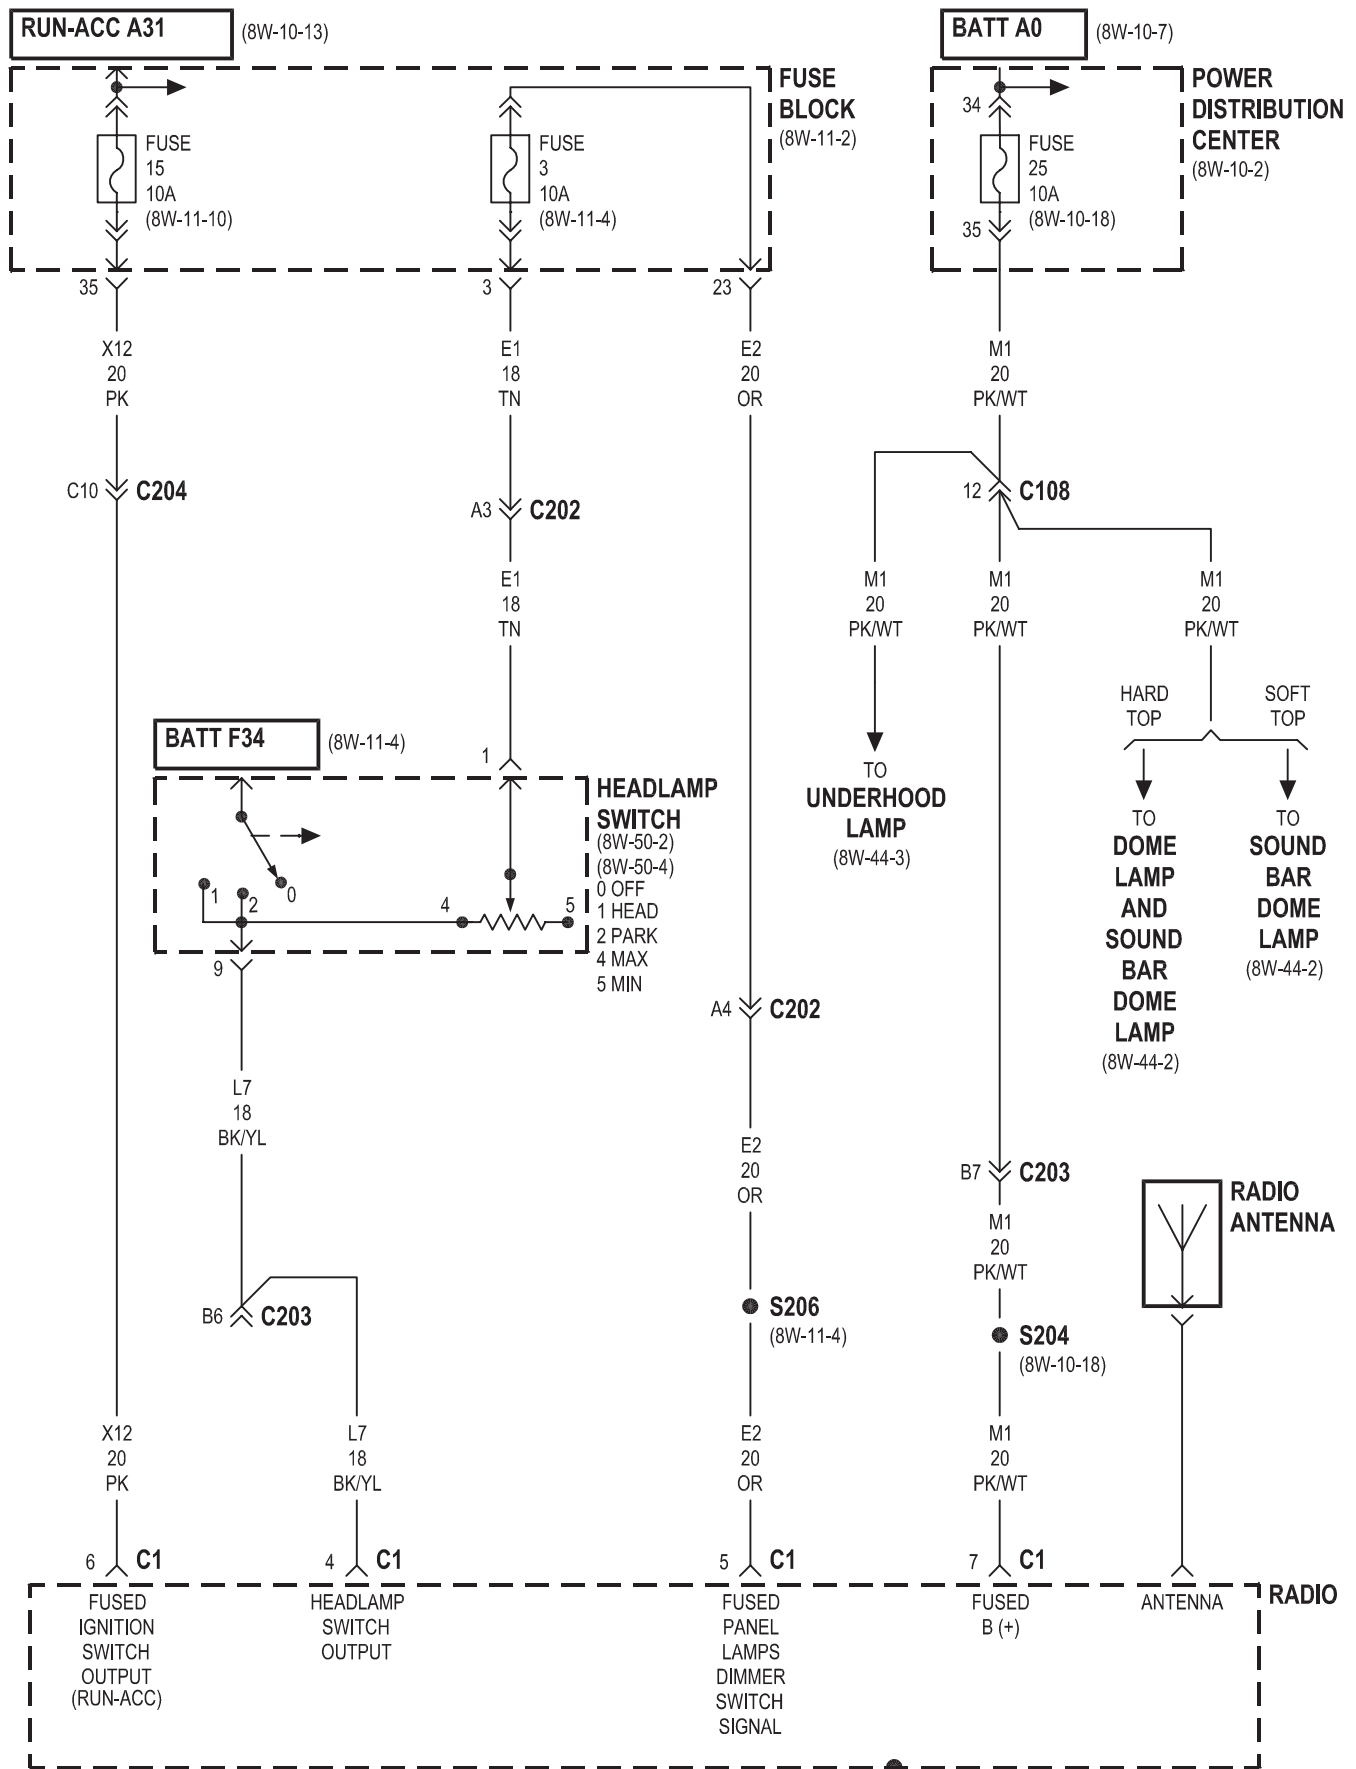 RUN-ACC A31 (8W-10-13)
BATT A0 (8W-10-7)
FUSE
BLOCK
(8W-11-2)
POWER
DISTRIBUTION
CENTER
(8W-10-2)
FUSE
15
10A
(8W-11-10)
FUSE
3
10A
(8W-11-4)
34
FUSE
25
10A
(8W-10-18)
35
35
3
23
X12
20
PK
E1
18
TN
E2
20
OR
M1
20
PK/WT
C10 C204
A3 C202
12 C108
E1
18
TN
M1
20
PK/WT
M1
20
PK/WT
M1
20
PK/WT
HARD
TOP
SOFT
TOP
BATT F34 (8W-11-4)
1
HEADLAMP
SWITCH
(8W-50-2)
(8W-50-4)
0 OFF
1 HEAD
2 PARK
4 MAX
5 MIN
1
2
0
4
5
9
TO
UNDERHOOD
LAMP
(8W-44-3)
TO
DOME
LAMP
AND
SOUND
BAR
DOME
LAMP
(8W-44-2)
TO
SOUND
BAR
DOME
LAMP
(8W-44-2)
A4 C202
L7
18
BK/YL
E2
20
OR
B7 C203
M1
20
PK/WT
RADIO
ANTENNA
B6 C203
S206
(8W-11-4)
S204
(8W-10-18)
X12
20
PK
L7
18
BK/YL
E2
20
OR
M1
20
PK/WT
6 C1
4 C1
5 C1
7 C1
RADIO
FUSED
IGNITION
SWITCH
OUTPUT
(RUN-ACC)
HEADLAMP
SWITCH
OUTPUT
FUSED
PANEL
LAMPS
DIMMER
SWITCH
SIGNAL
FUSED
B (+)
ANTENNA